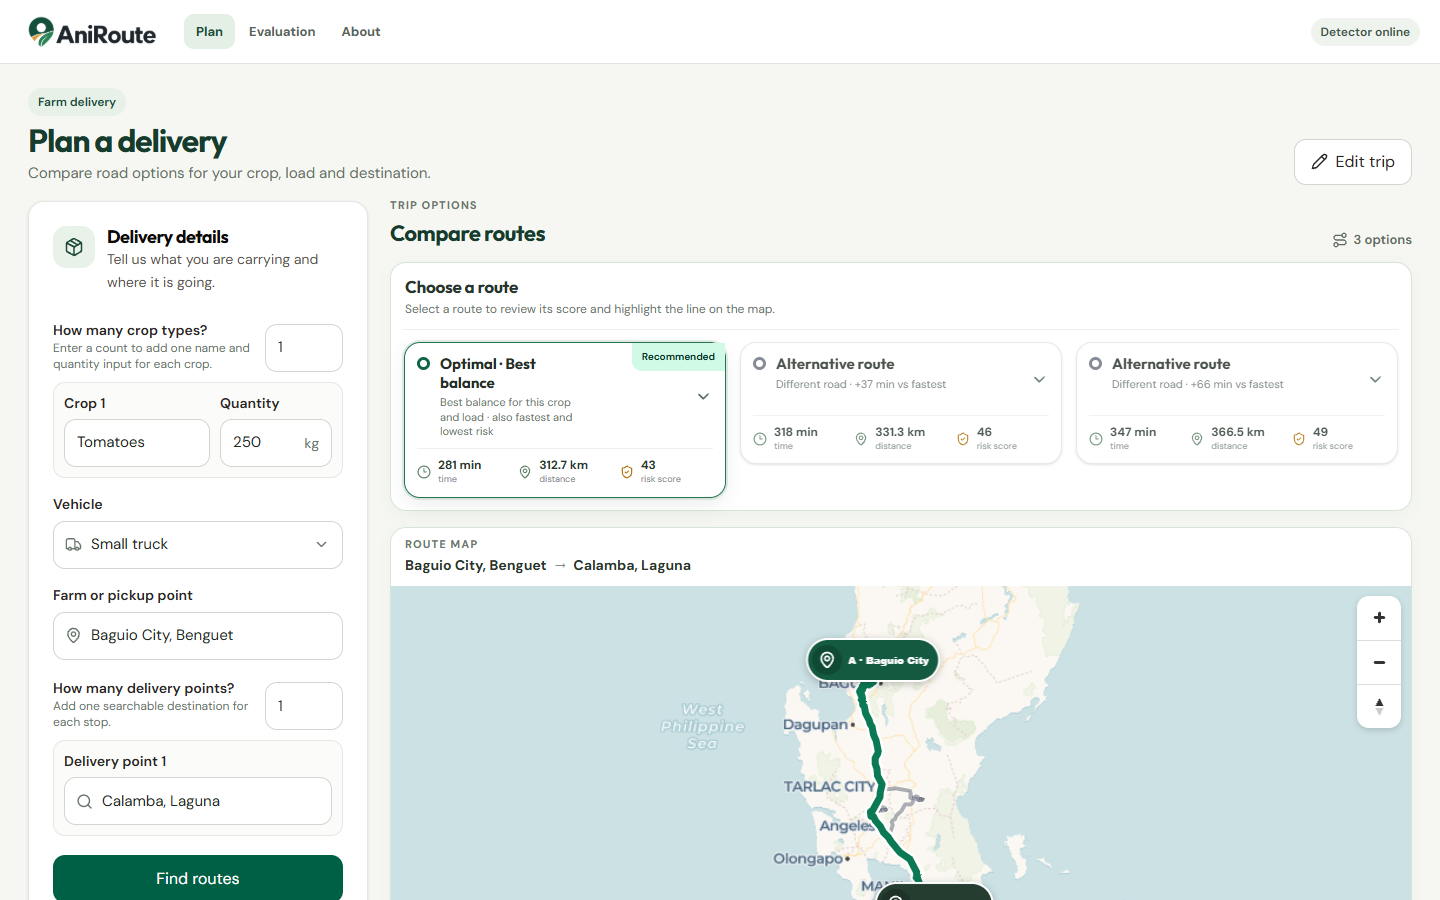 AniRoute
Plan
Evaluation
About
Detector online
Farm delivery
Plan a delivery
Compare road options for your crop, load and destination.
Edit trip
Delivery details
Tell us what you are carrying and
where it is going.
How many crop types?
Enter a count to add one name and
quantity input for each crop.
1
Crop 1
Quantity
Tomatoes
250 kg
Vehicle
Small truck
Farm or pickup point
Baguio City, Benguet
How many delivery points?
Add one searchable destination for
each stop.
1
Delivery point 1
Calamba, Laguna
Find routes
TRIP OPTIONS
Compare routes
3 options
Choose a route
Select a route to review its score and highlight the line on the map.
Recommended
Optimal · Best
balance
Best balance for this crop
and load · also fastest and
lowest risk
281 min
time
312.7 km
distance
43
risk score
Alternative route
Different road · +37 min vs fastest
318 min
time
331.3 km
distance
46
risk score
Alternative route
Different road · +66 min vs fastest
347 min
time
366.5 km
distance
49
risk score
ROUTE MAP
Baguio City, Benguet → Calamba, Laguna
A · Baguio City
West
Philippine
Sea
Dagupan
TARLAC CITY
Angeles
Olongapo